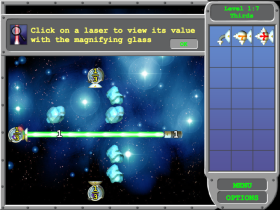 Click on a laser to view its value
with the magnifying glass
Level 1:7
Thirds
1
1
MENU
OPTIONS